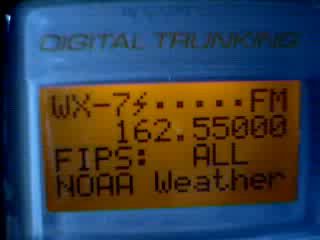 DIGITAL TRUNKING
WX-7⚡·····FM
162.55000
FIPS: ALL
NOAA Weather